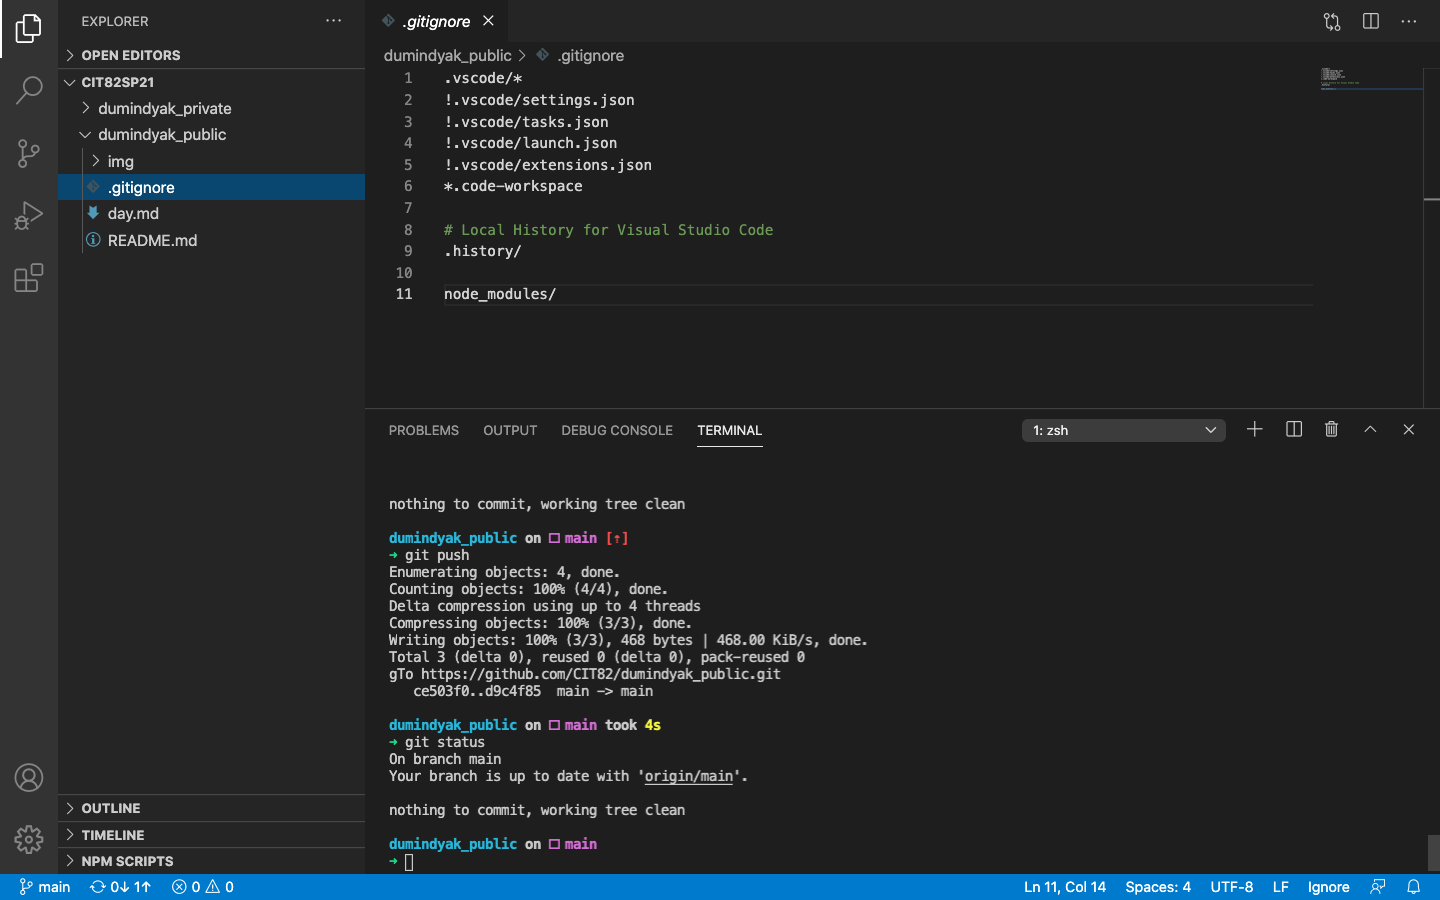 EXPLORER
OPEN EDITORS
CIT82SP21
dumindyak_private
dumindyak_public
img
.gitignore
day.md
README.md
OUTLINE
TIMELINE
NPM SCRIPTS
.gitignore
dumindyak_public > .gitignore
1 .vscode/*
2 !.vscode/settings.json
3 !.vscode/tasks.json
4 !.vscode/launch.json
5 !.vscode/extensions.json
6 *.code-workspace
7
8 # Local History for Visual Studio Code
9 .history/
10
11 node_modules/
PROBLEMS OUTPUT DEBUG CONSOLE TERMINAL 1: zsh
nothing to commit, working tree clean
dumindyak_public on main [↑]
➜ git push
Enumerating objects: 4, done.
Counting objects: 100% (4/4), done.
Delta compression using up to 4 threads
Compressing objects: 100% (3/3), done.
Writing objects: 100% (3/3), 468 bytes | 468.00 KiB/s, done.
Total 3 (delta 0), reused 0 (delta 0), pack-reused 0
gTo https://github.com/CIT82/dumindyak_public.git
ce503f0..d9c4f85 main -> main
dumindyak_public on main took 4s
➜ git status
On branch main
Your branch is up to date with 'origin/main'.
nothing to commit, working tree clean
dumindyak_public on main
➜
main 0↓ 1↑ 0 0 Ln 11, Col 14 Spaces: 4 UTF-8 LF Ignore